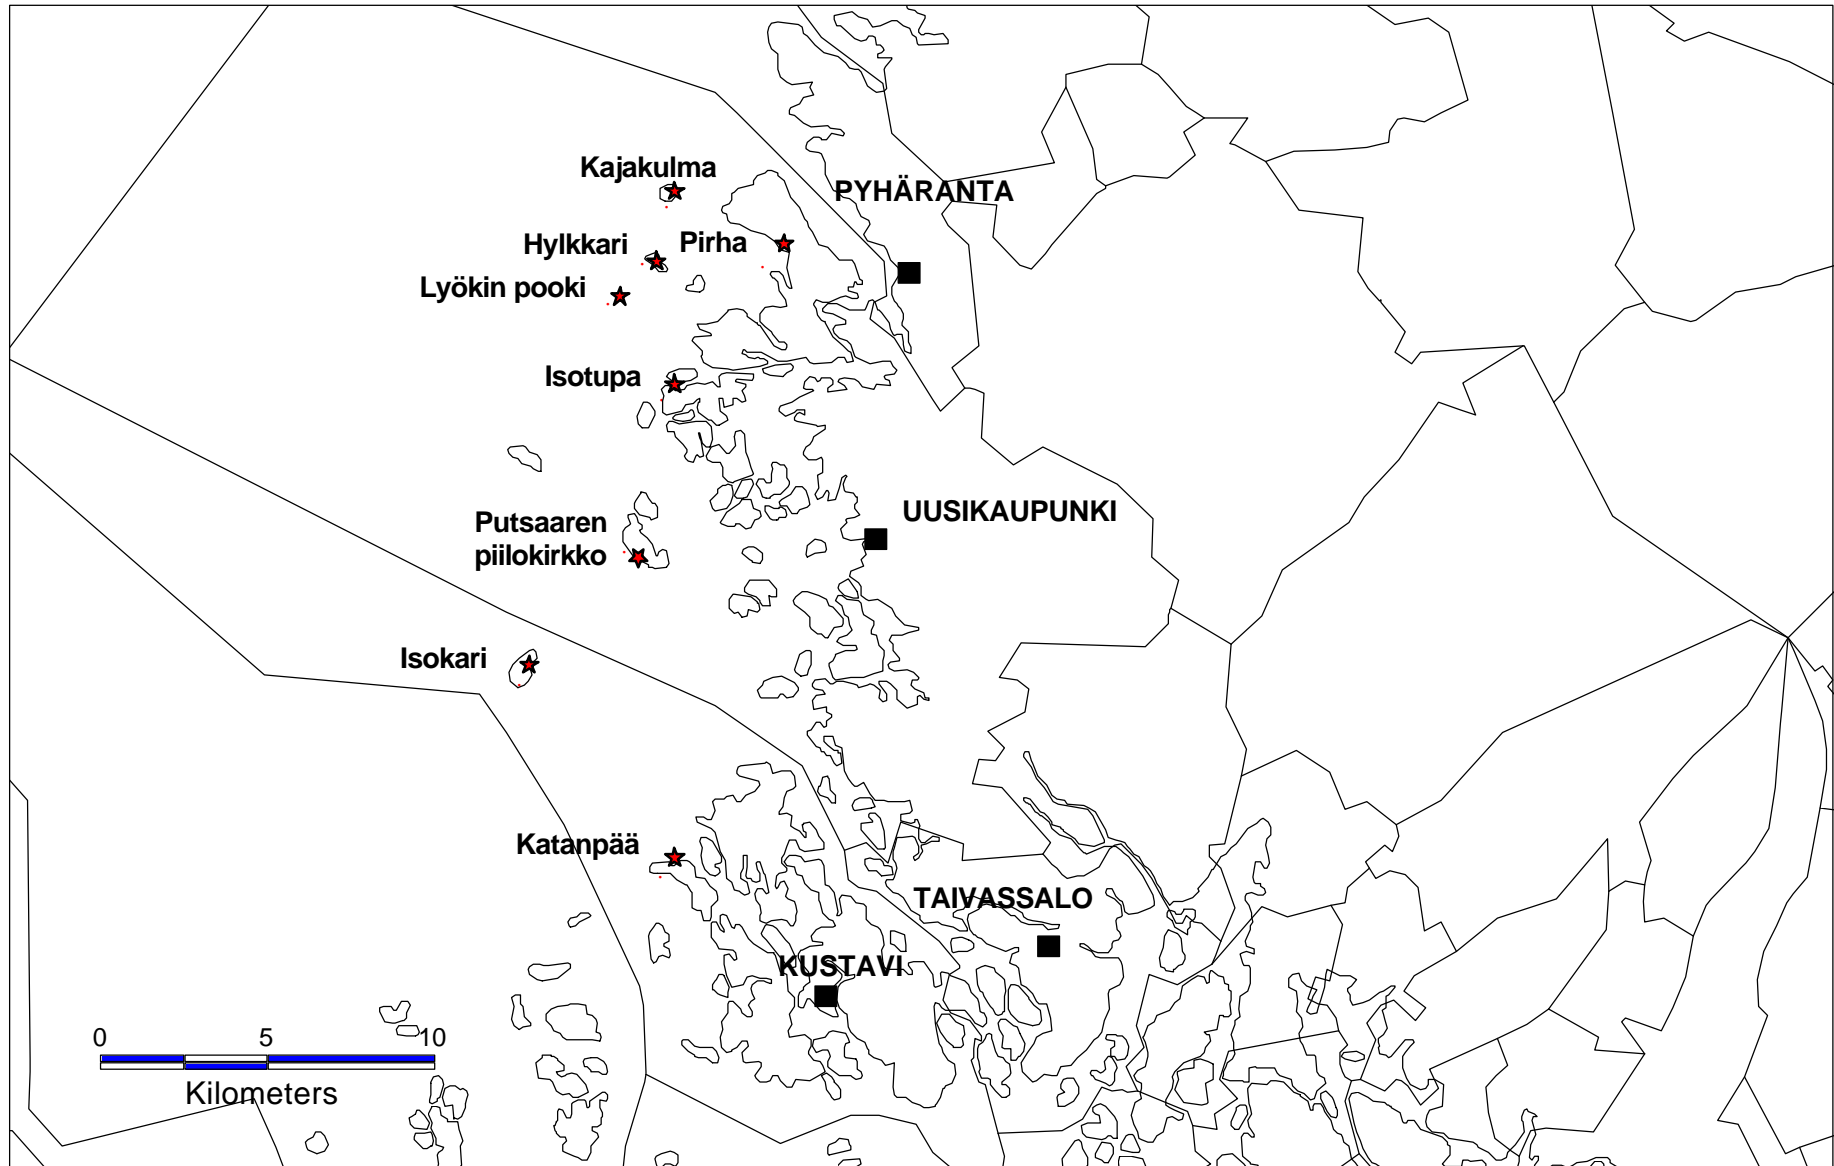 Kajakulma
PYHÄRANTA
Hylkkari
Pirha
Lyökin pooki
Isotupa
UUSIKAUPUNKI
Putsaaren
piilokirkko
Isokari
Katanpää
TAIVASSALO
KUSTAVI
0 5 10
Kilometers